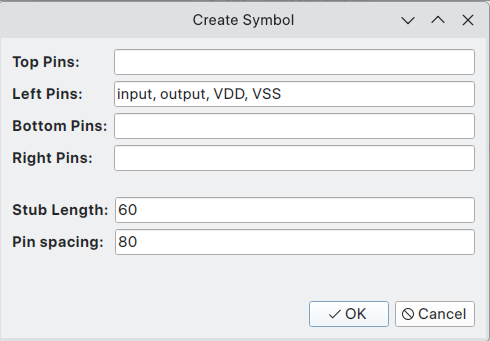 Create Symbol
Top Pins:
Left Pins: input, output, VDD, VSS
Bottom Pins:
Right Pins:
Stub Length: 60
Pin spacing: 80
OK Cancel